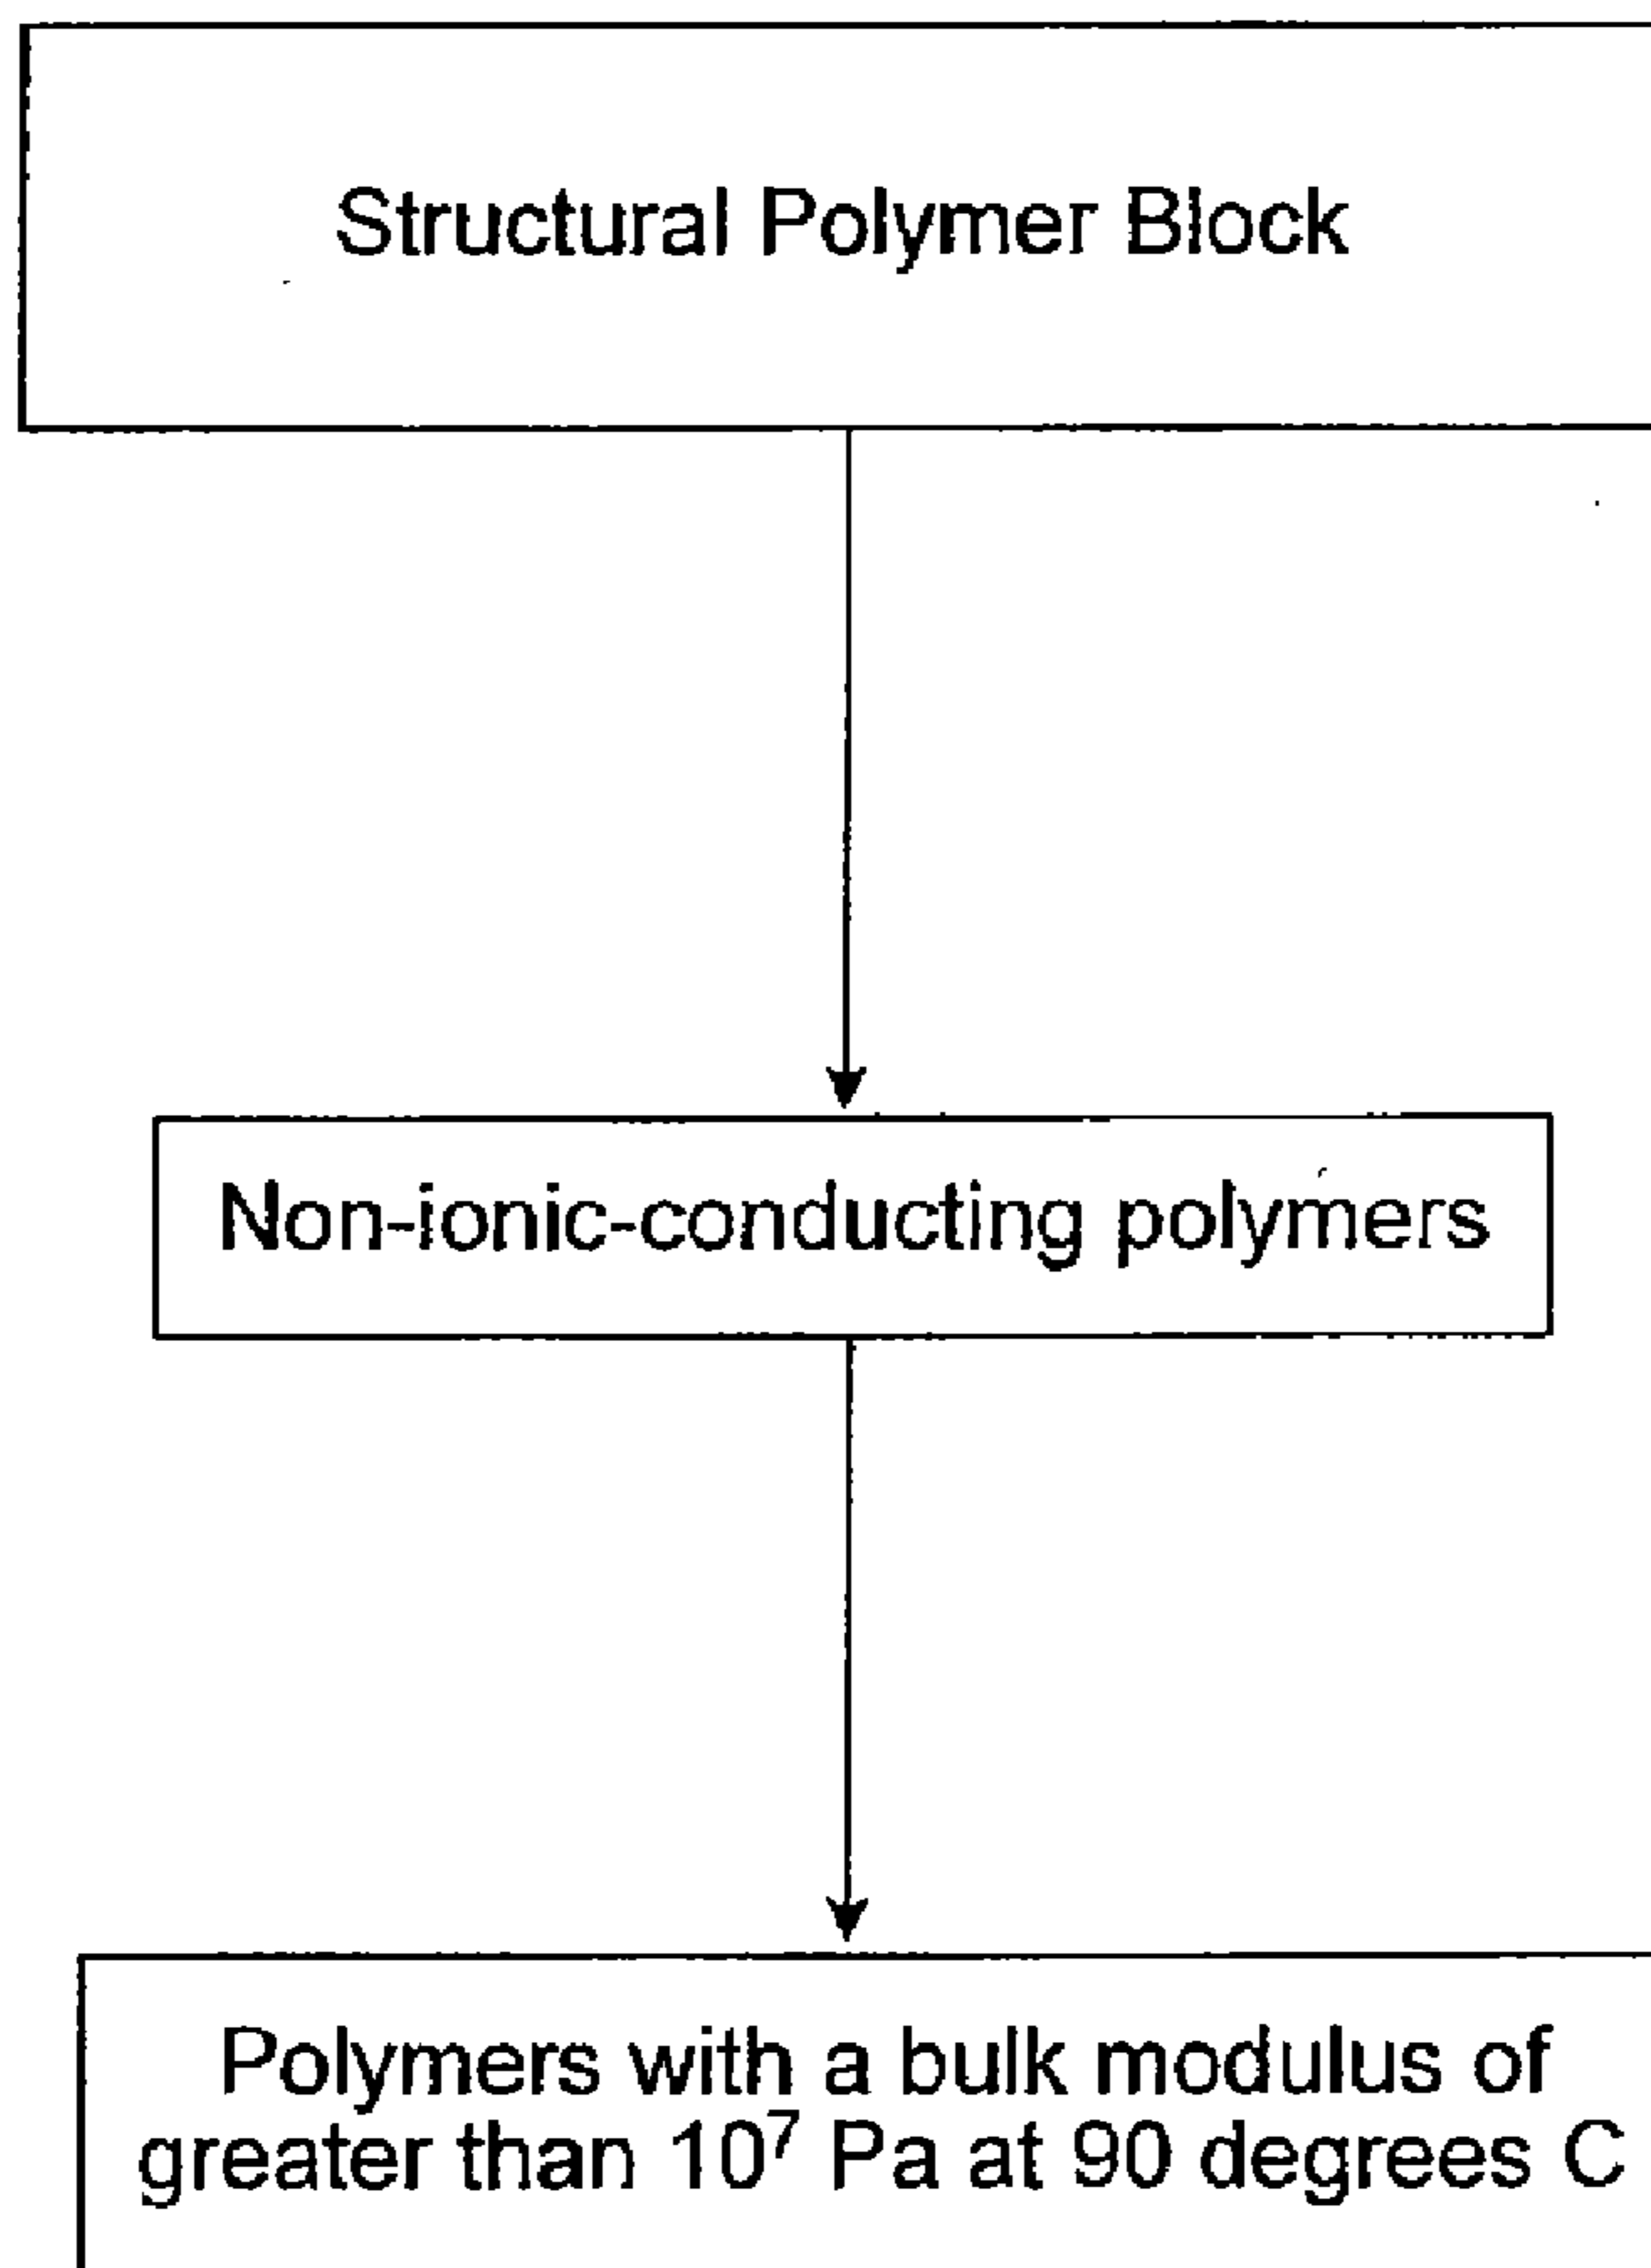 Structural Polymer Block
Non-ionic-conducting polymers
Polymers with a bulk modulus of
greater than 10⁷ Pa at 90 degrees C